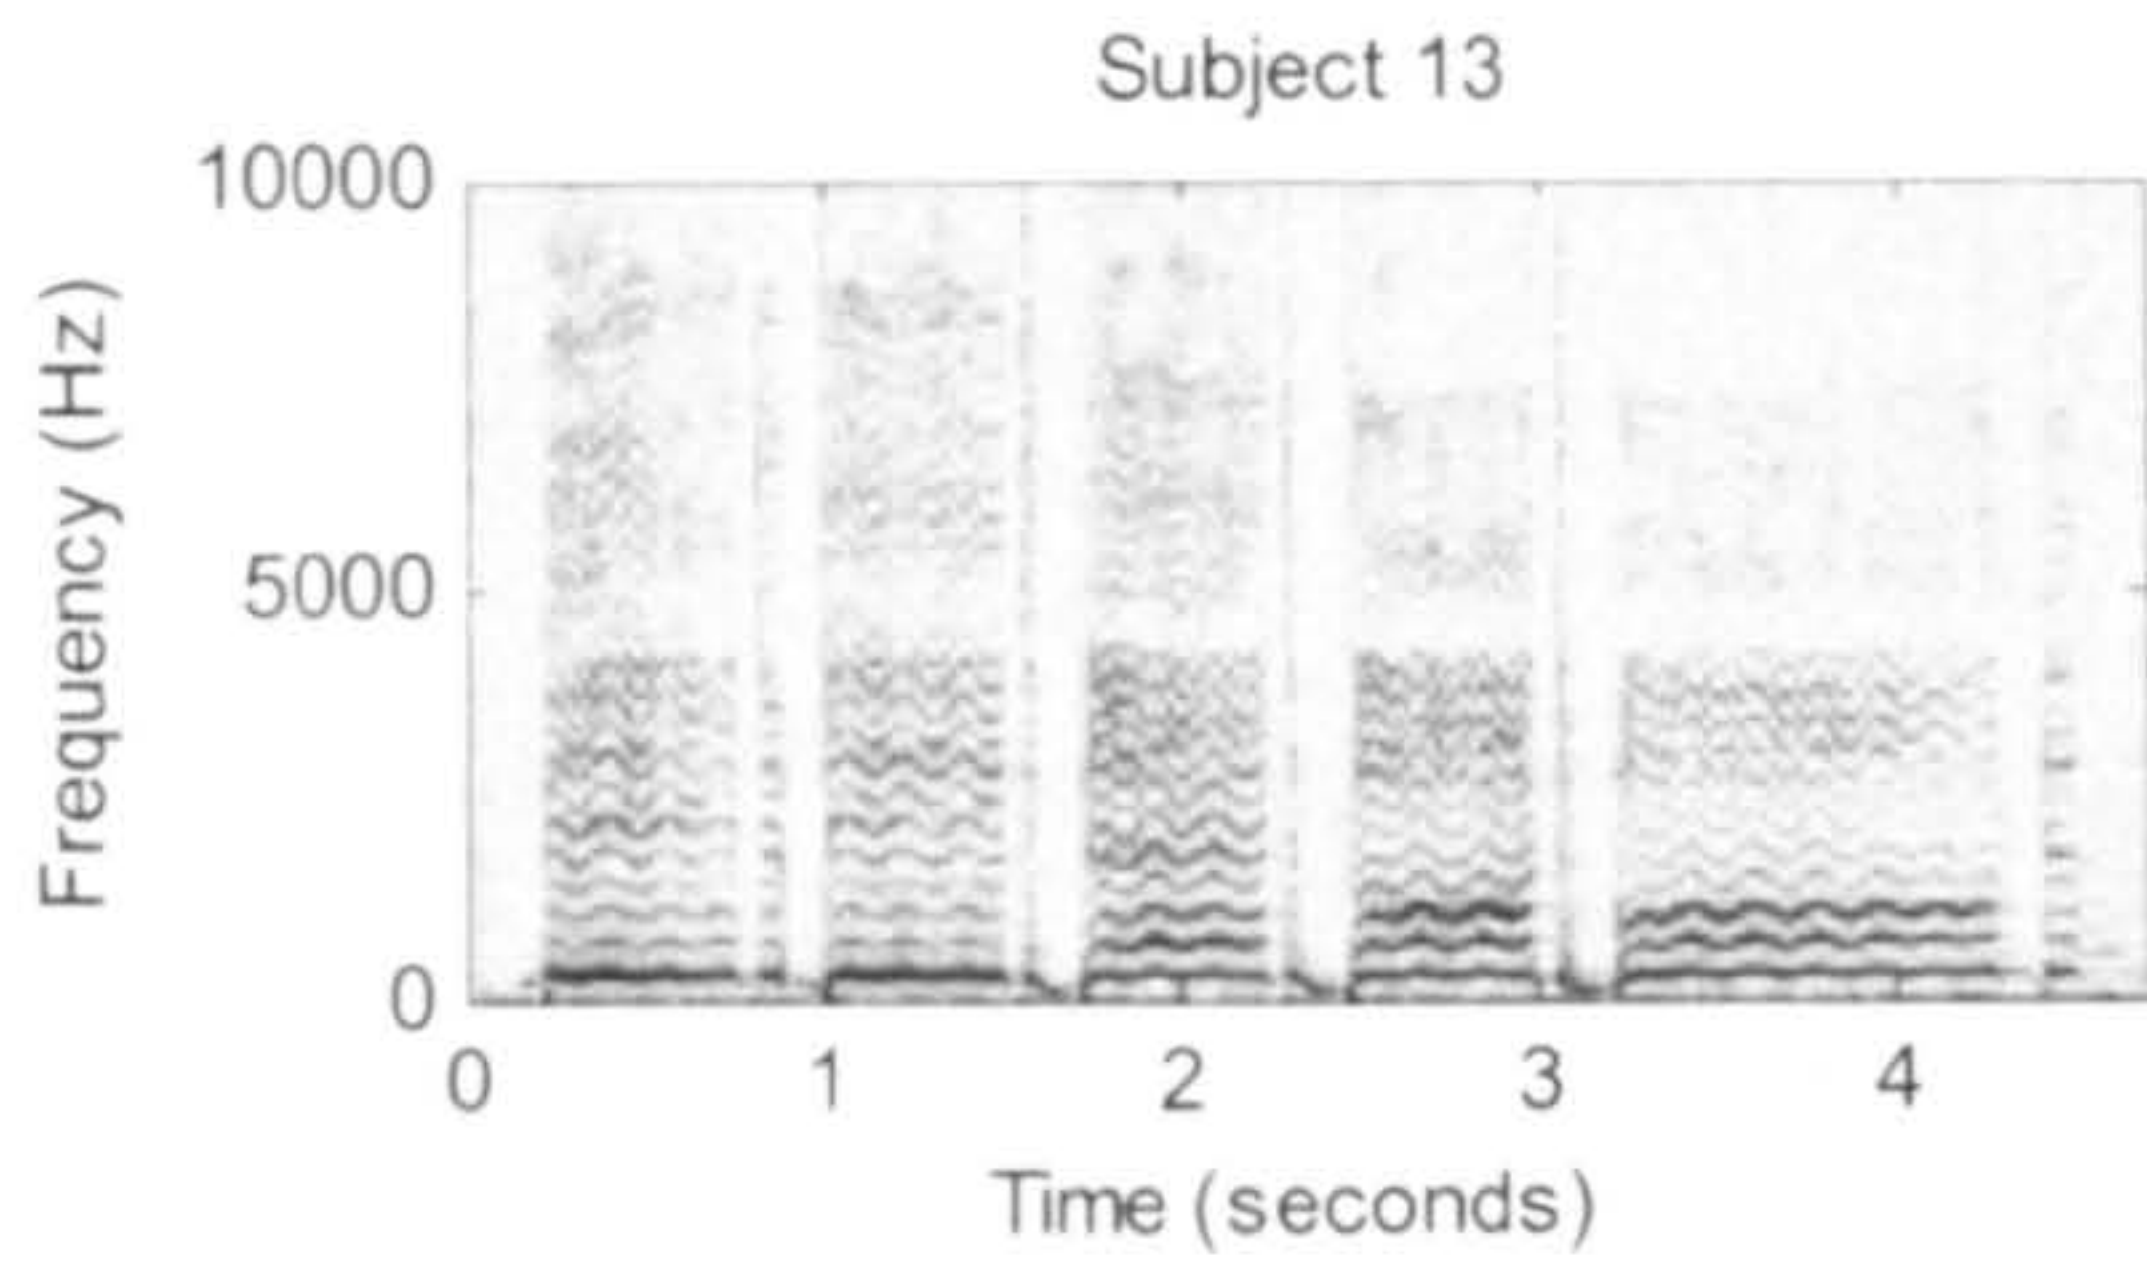 Subject 13
10000
5000
0
Frequency (Hz)
0 1 2 3 4
Time (seconds)